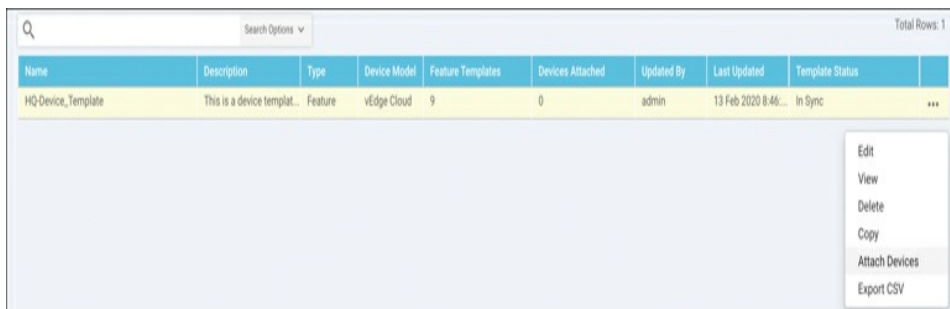 Search Options Total Rows: 1
Name Description Type Device Model Feature Templates Devices Attached Updated By Last Updated Template Status
HQ-Device_Template This is a device templat... Feature vEdge Cloud 9 0 admin 13 Feb 2020 8:46:... In Sync
Edit
View
Delete
Copy
Attach Devices
Export CSV